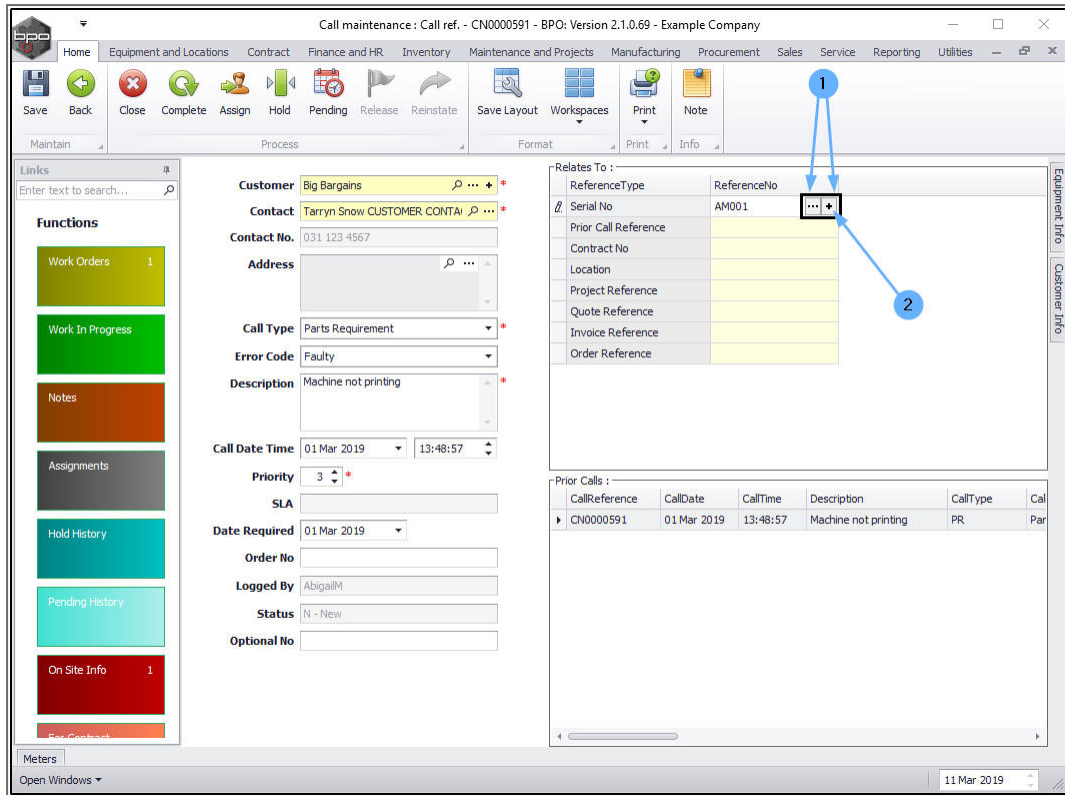 Call maintenance : Call ref. - CN0000591 - BPO: Version 2.1.0.69 - Example Company
bpo
Home Equipment and Locations Contract Finance and HR Inventory Maintenance and Projects Manufacturing Procurement Sales Service Reporting Utilities
Save Back Close Complete Assign Hold Pending Release Reinstate Save Layout Workspaces Print Note
Maintain Process Format Print Info
1
Links
Enter text to search...
Functions
Work Orders 1
Work In Progress
Notes
Assignments
Hold History
Pending History
On Site Info 1
For Contract
Customer Big Bargains *
Contact Tarryn Snow CUSTOMER CONTA *
Contact No. 031 123 4567
Address
Call Type Parts Requirement *
Error Code Faulty
Description Machine not printing *
Call Date Time 01 Mar 2019 13:48:57
Priority 3 *
SLA
Date Required 01 Mar 2019
Order No
Logged By AbigailM
Status N - New
Optional No
Relates To :
ReferenceType ReferenceNo
Serial No AM001
Prior Call Reference
Contract No
Location
Project Reference
Quote Reference
Invoice Reference
Order Reference
2
Prior Calls :
CallReference CallDate CallTime Description CallType Cal
CN0000591 01 Mar 2019 13:48:57 Machine not printing PR Par
Equipment Info
Customer Info
Meters
Open Windows
11 Mar 2019